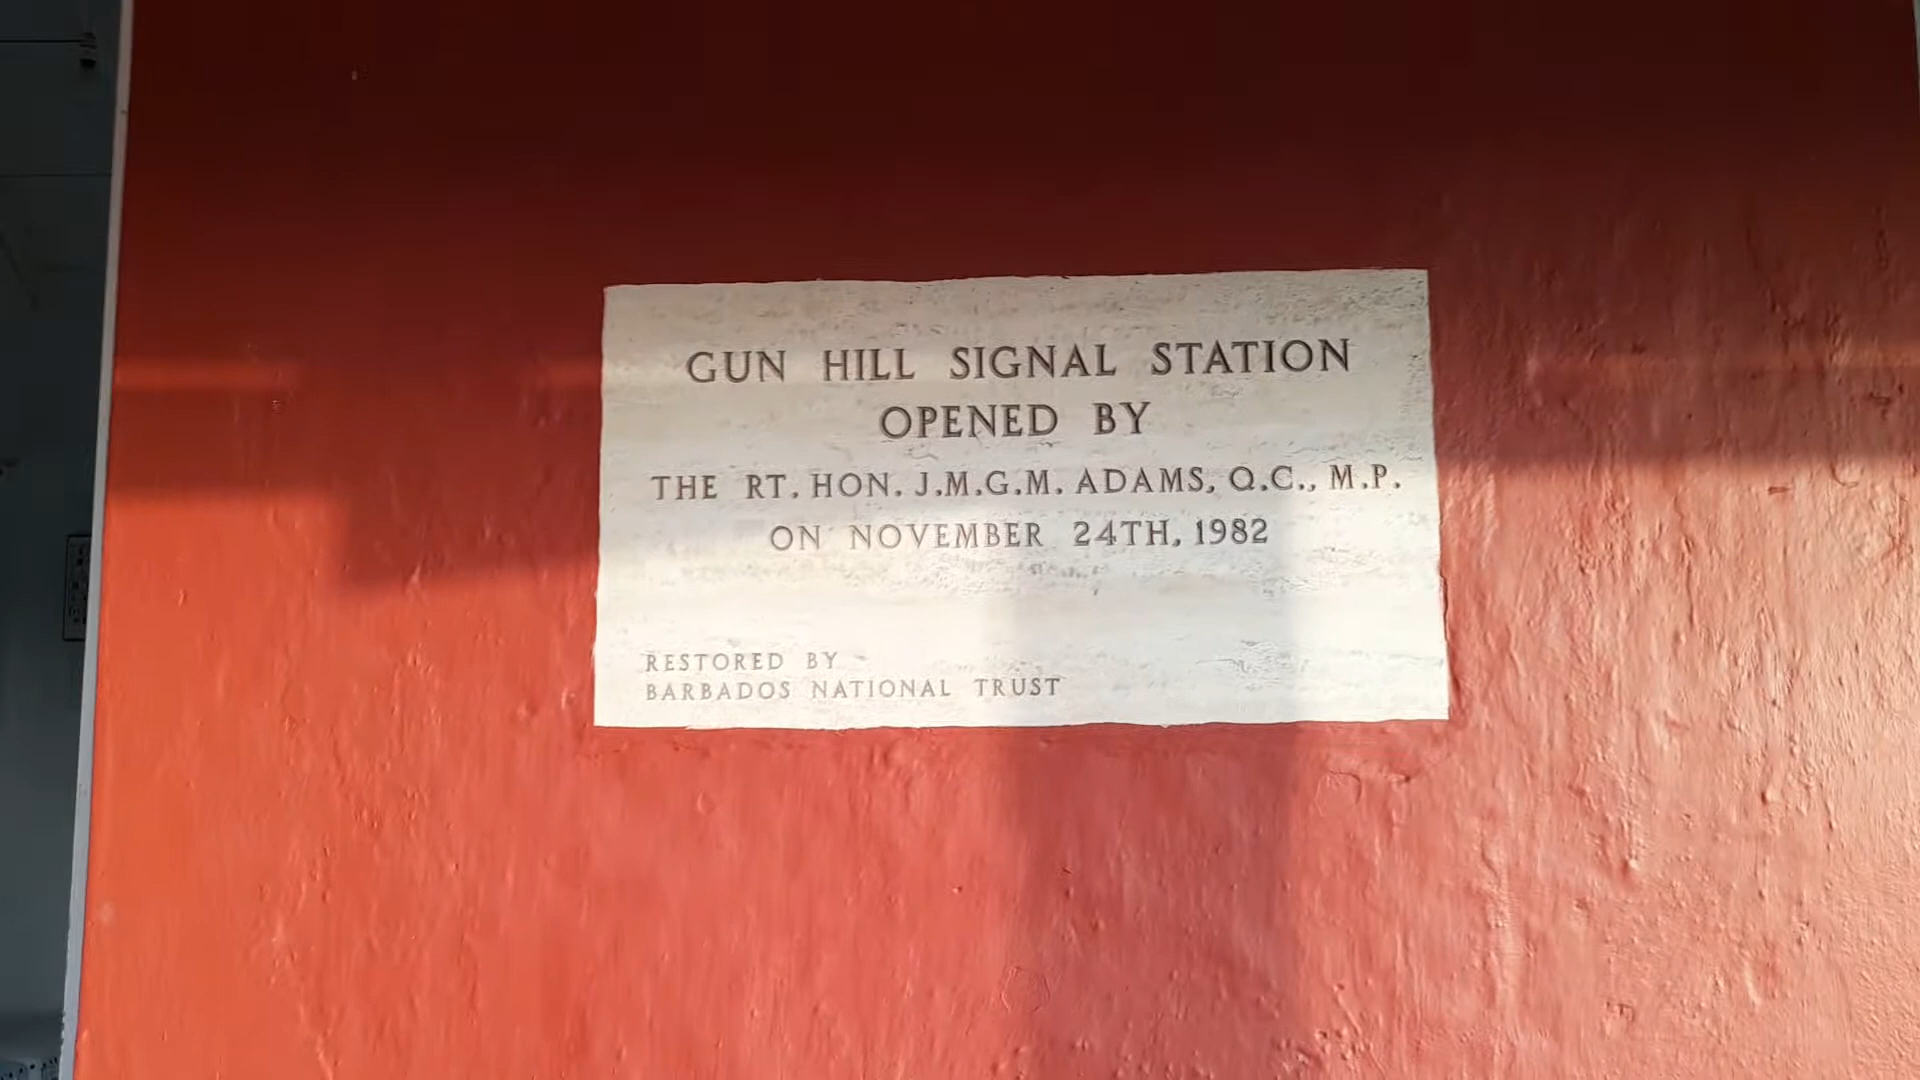 GUN HILL SIGNAL STATION
OPENED BY
THE RT. HON. J.M.G.M. ADAMS, Q.C., M.P.
ON NOVEMBER 24TH, 1982
RESTORED BY
BARBADOS NATIONAL TRUST